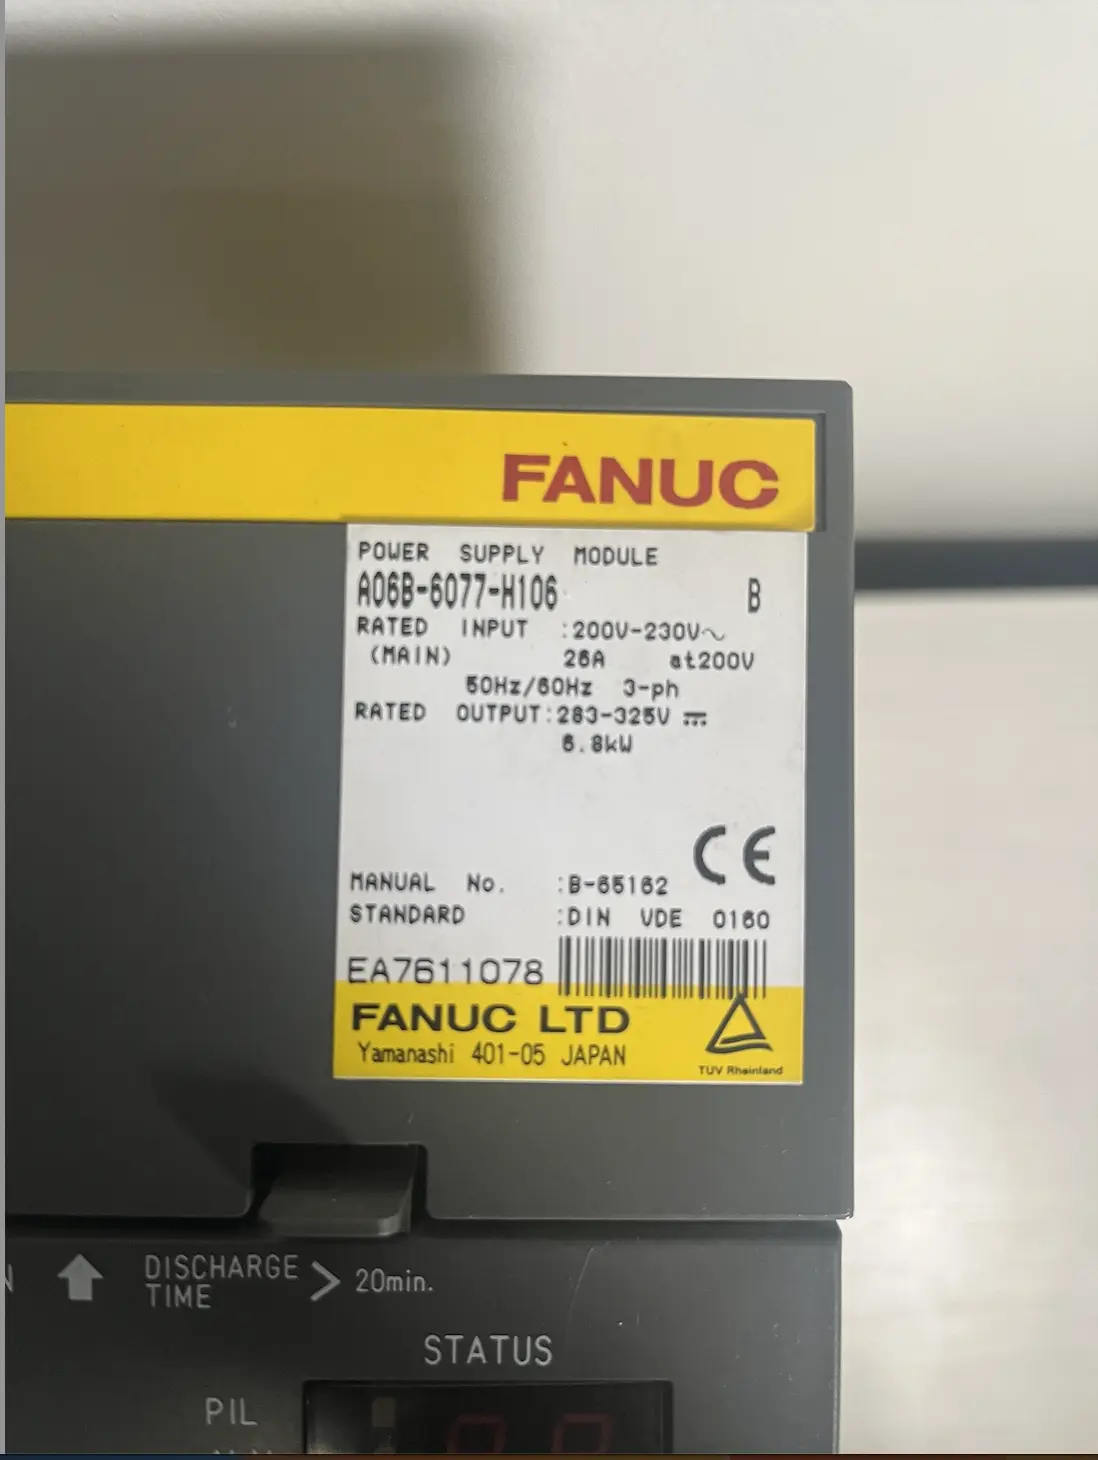 FANUC
POWER SUPPLY MODULE
A06B-6077-H106 B
RATED INPUT :200V-230V~
(MAIN) 26A at200V
50Hz/60Hz 3-ph
RATED OUTPUT:283-325V ⎓
6.8kW
CE
MANUAL No. :B-65162
STANDARD :DIN VDE 0160
EA7611078
FANUC LTD
Yamanashi 401-05 JAPAN
TUV Rheinland
DISCHARGE
TIME > 20min.
STATUS
PIL